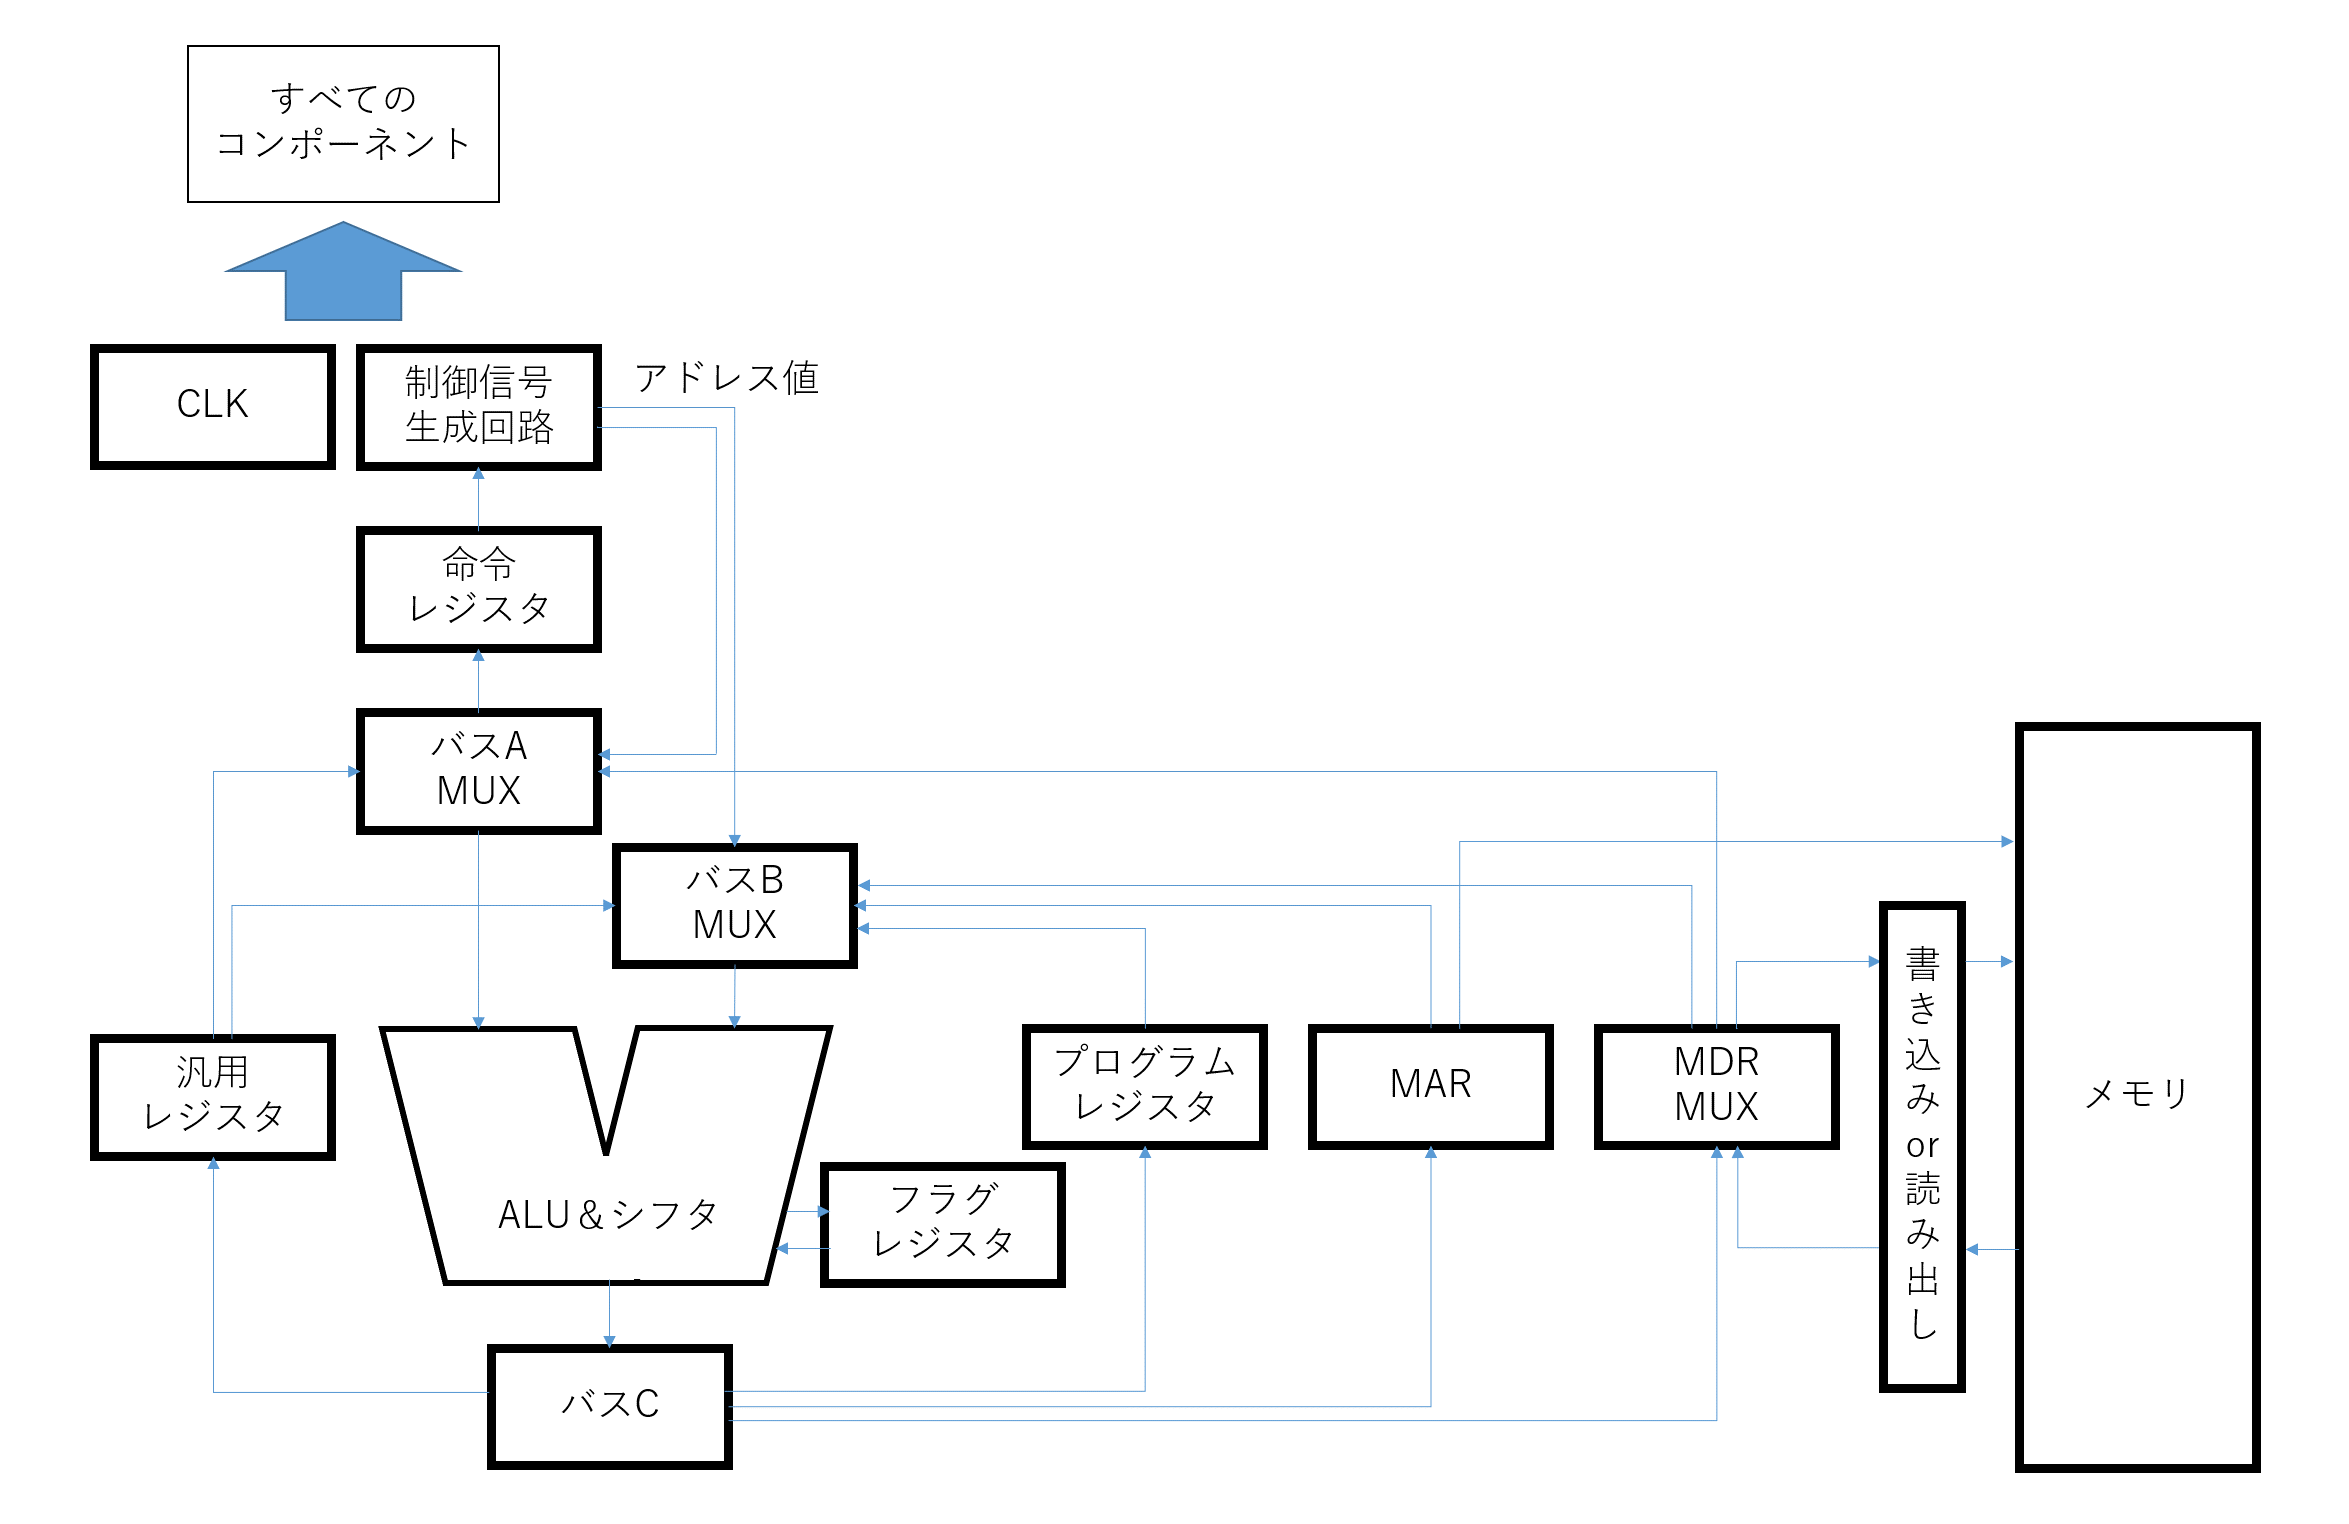 すべての
コンポーネント
CLK
制御信号
生成回路
アドレス値
命令
レジスタ
バスA
MUX
バスB
MUX
汎用
レジスタ
ALU＆シフタ
フラグ
レジスタ
プログラム
レジスタ
MAR
MDR
MUX
書き込みor読み出し
メモリ
バスC